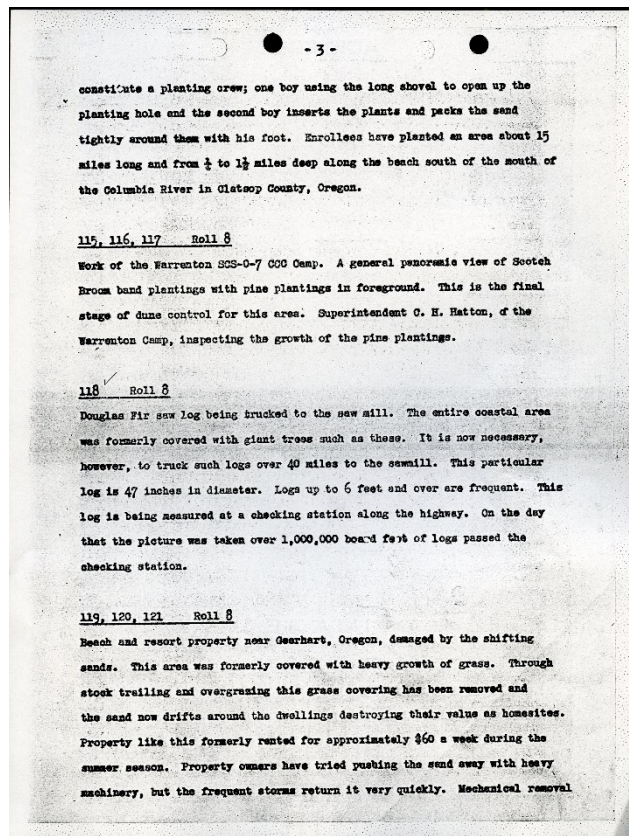 - 3 -
constitute a planting crew; one boy using the long shovel to open up the
planting hole and the second boy inserts the plants and packs the sand
tightly around them with his foot. Enrollees have planted an area about 15
miles long and from ½ to 1½ miles deep along the beach south of the mouth of
the Columbia River in Clatsop County, Oregon.
115, 116, 117 Roll 8
Work of the Warrenton SCS-O-7 CCC Camp. A general panoramic view of Scotch
Broom band plantings with pine plantings in foreground. This is the final
stage of dune control for this area. Superintendent C. H. Hatton, of the
Warrenton Camp, inspecting the growth of the pine plantings.
118 Roll 8
Douglas Fir saw log being trucked to the saw mill. The entire coastal area
was formerly covered with giant trees such as these. It is now necessary,
however, to truck such logs over 40 miles to the sawmill. This particular
log is 47 inches in diameter. Logs up to 6 feet and over are frequent. This
log is being measured at a checking station along the highway. On the day
that the picture was taken over 1,000,000 board feet of logs passed the
checking station.
119, 120, 121 Roll 8
Beach and resort property near Geerhart, Oregon, damaged by the shifting
sands. This area was formerly covered with heavy growth of grass. Through
stock trailing and overgrazing this grass covering has been removed and
the sand now drifts around the dwellings destroying their value as homesites.
Property like this formerly rented for approximately $60 a week during the
summer season. Property owners have tried pushing the sand away with heavy
machinery, but the frequent storms return it very quickly. Mechanical removal